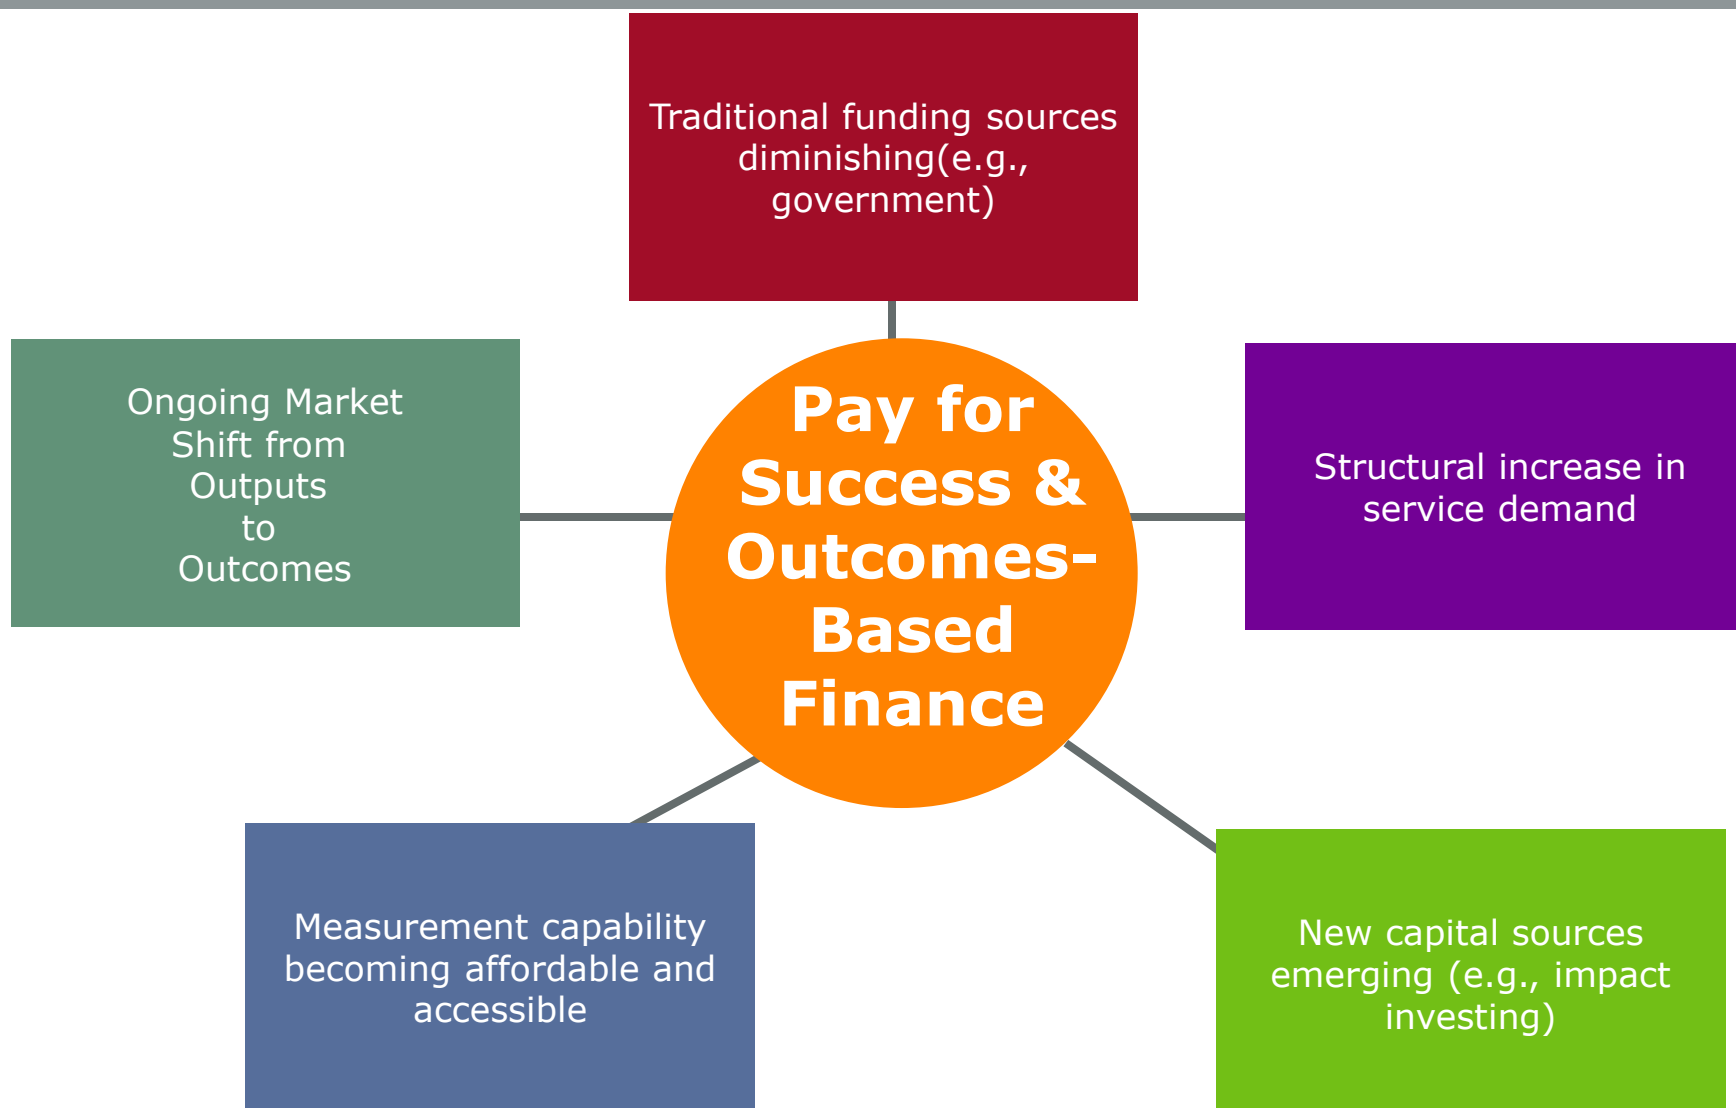 Traditional funding sources
diminishing(e.g.,
government)
Ongoing Market
Shift from
Outputs
to
Outcomes
Pay for
Success &
Outcomes-
Based
Finance
Structural increase in
service demand
Measurement capability
becoming affordable and
accessible
New capital sources
emerging (e.g., impact
investing)